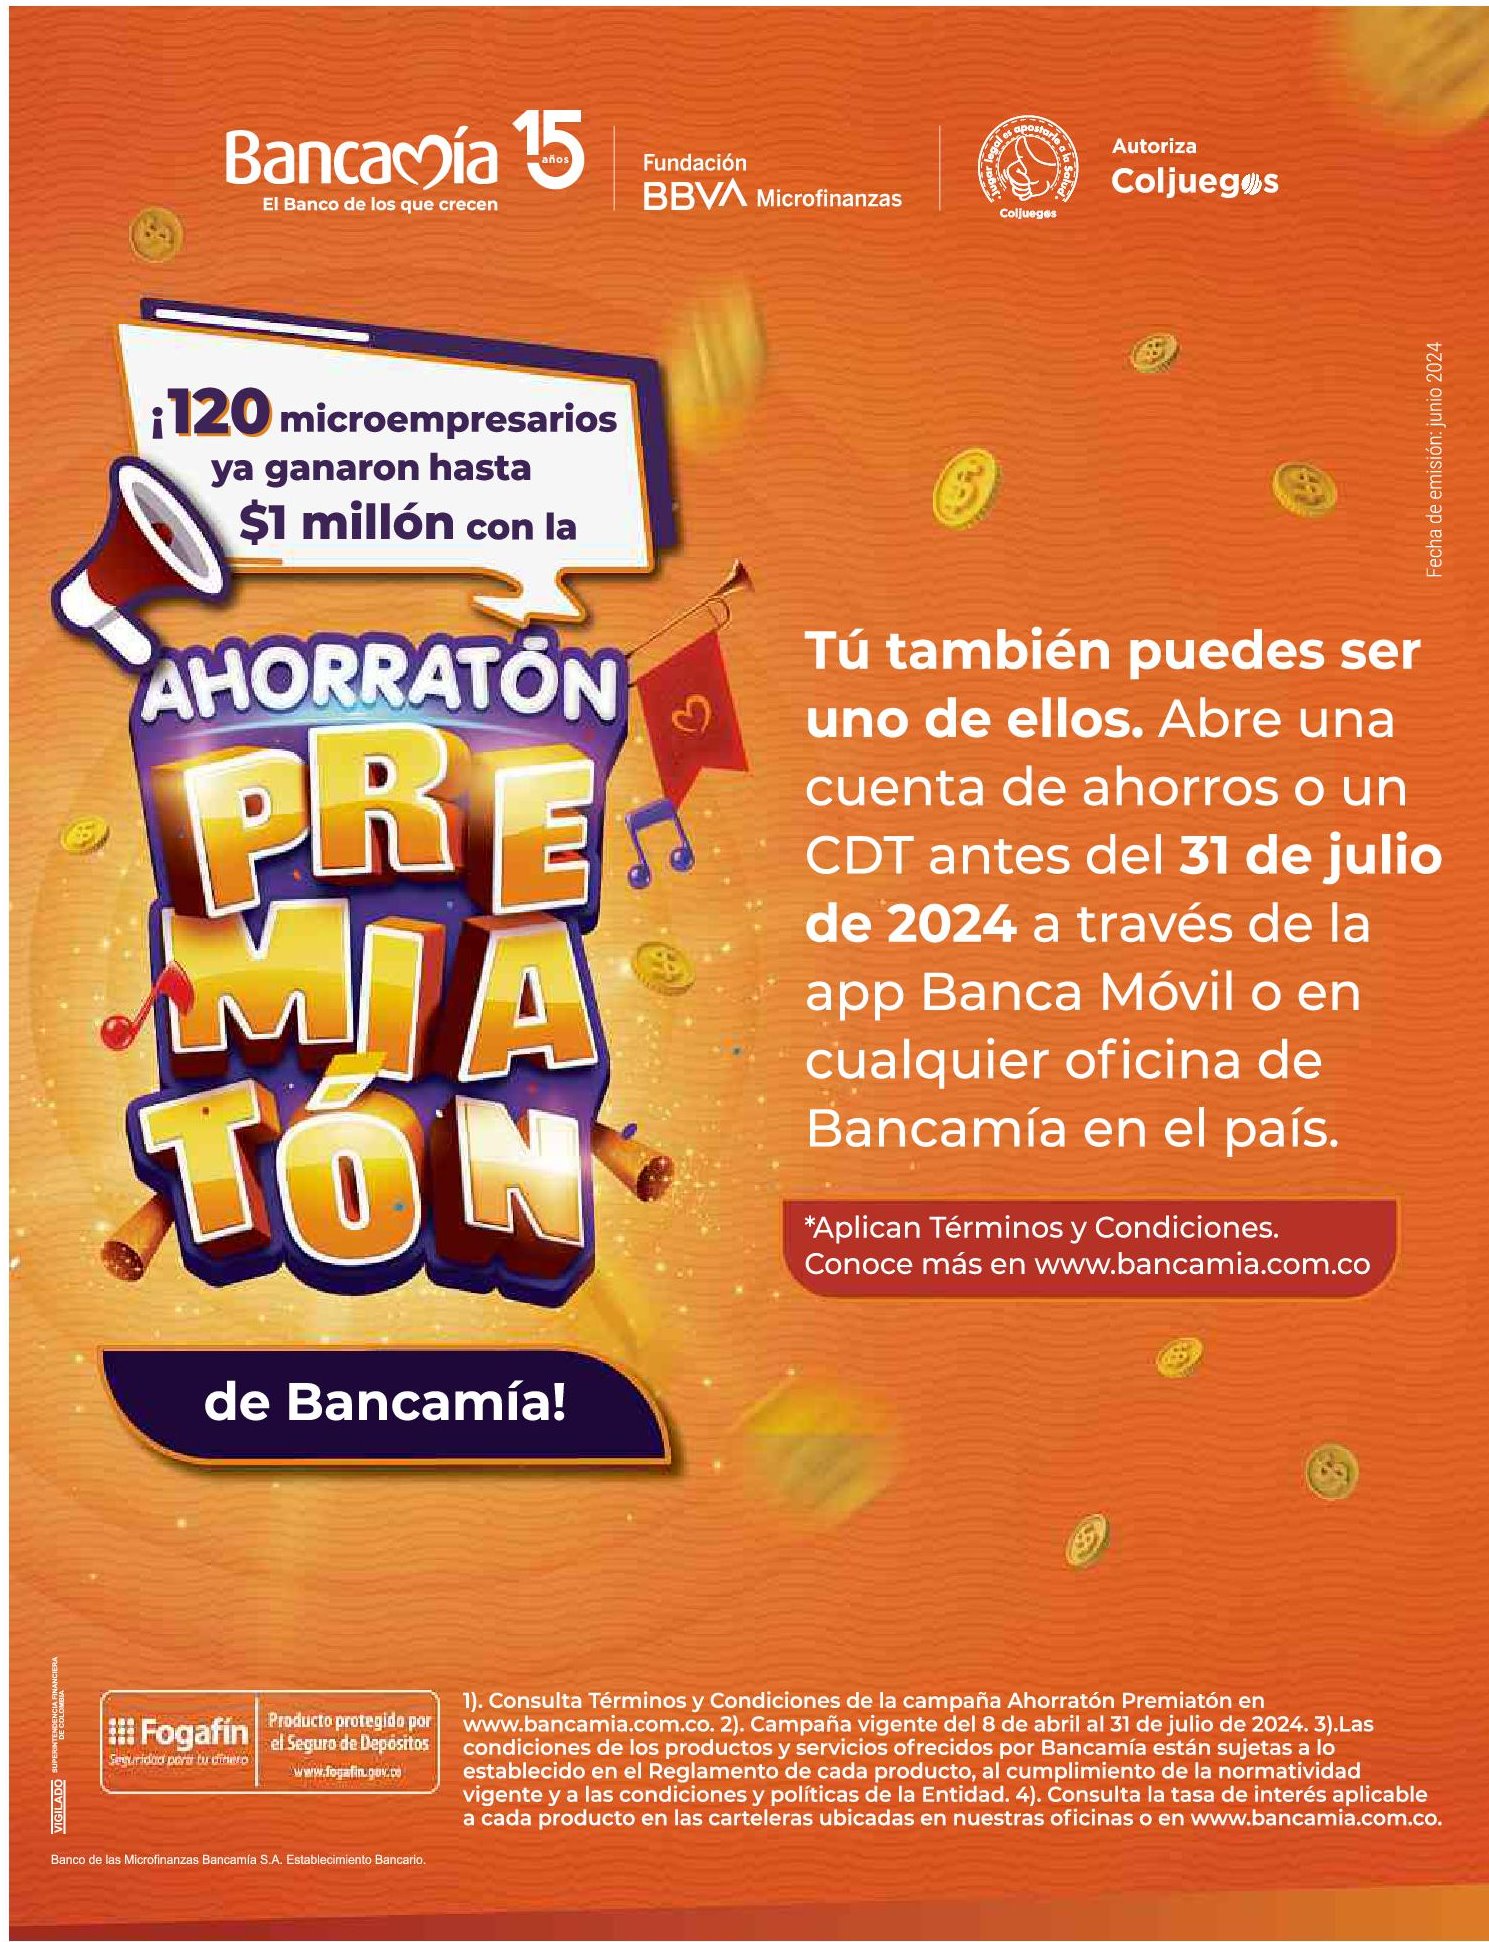 Bancamía 15 años
El Banco de los que crecen
Fundación
BBVA Microfinanzas
Jugar legal es apostarle a la Salud
Coljuegos
Autoriza
Coljuegos
Fecha de emisión: junio 2024
¡120 microempresarios
ya ganaron hasta
$1 millón con la
AHORRATÓN
PRE
MIA
TÓN
de Bancamía!
Tú también puedes ser
uno de ellos. Abre una
cuenta de ahorros o un
CDT antes del 31 de julio
de 2024 a través de la
app Banca Móvil o en
cualquier oficina de
Bancamía en el país.
*Aplican Términos y Condiciones.
Conoce más en www.bancamia.com.co
VIGILADO SUPERINTENDENCIA FINANCIERA
DE COLOMBIA
Fogafín
Seguridad para tu dinero
Producto protegido por
el Seguro de Depósitos
www.fogafin.gov.co
1). Consulta Términos y Condiciones de la campaña Ahorratón Premiatón en
www.bancamia.com.co. 2). Campaña vigente del 8 de abril al 31 de julio de 2024. 3).Las
condiciones de los productos y servicios ofrecidos por Bancamía están sujetas a lo
establecido en el Reglamento de cada producto, al cumplimiento de la normatividad
vigente y a las condiciones y políticas de la Entidad. 4). Consulta la tasa de interés aplicable
a cada producto en las carteleras ubicadas en nuestras oficinas o en www.bancamia.com.co.
Banco de las Microfinanzas Bancamía S.A. Establecimiento Bancario.